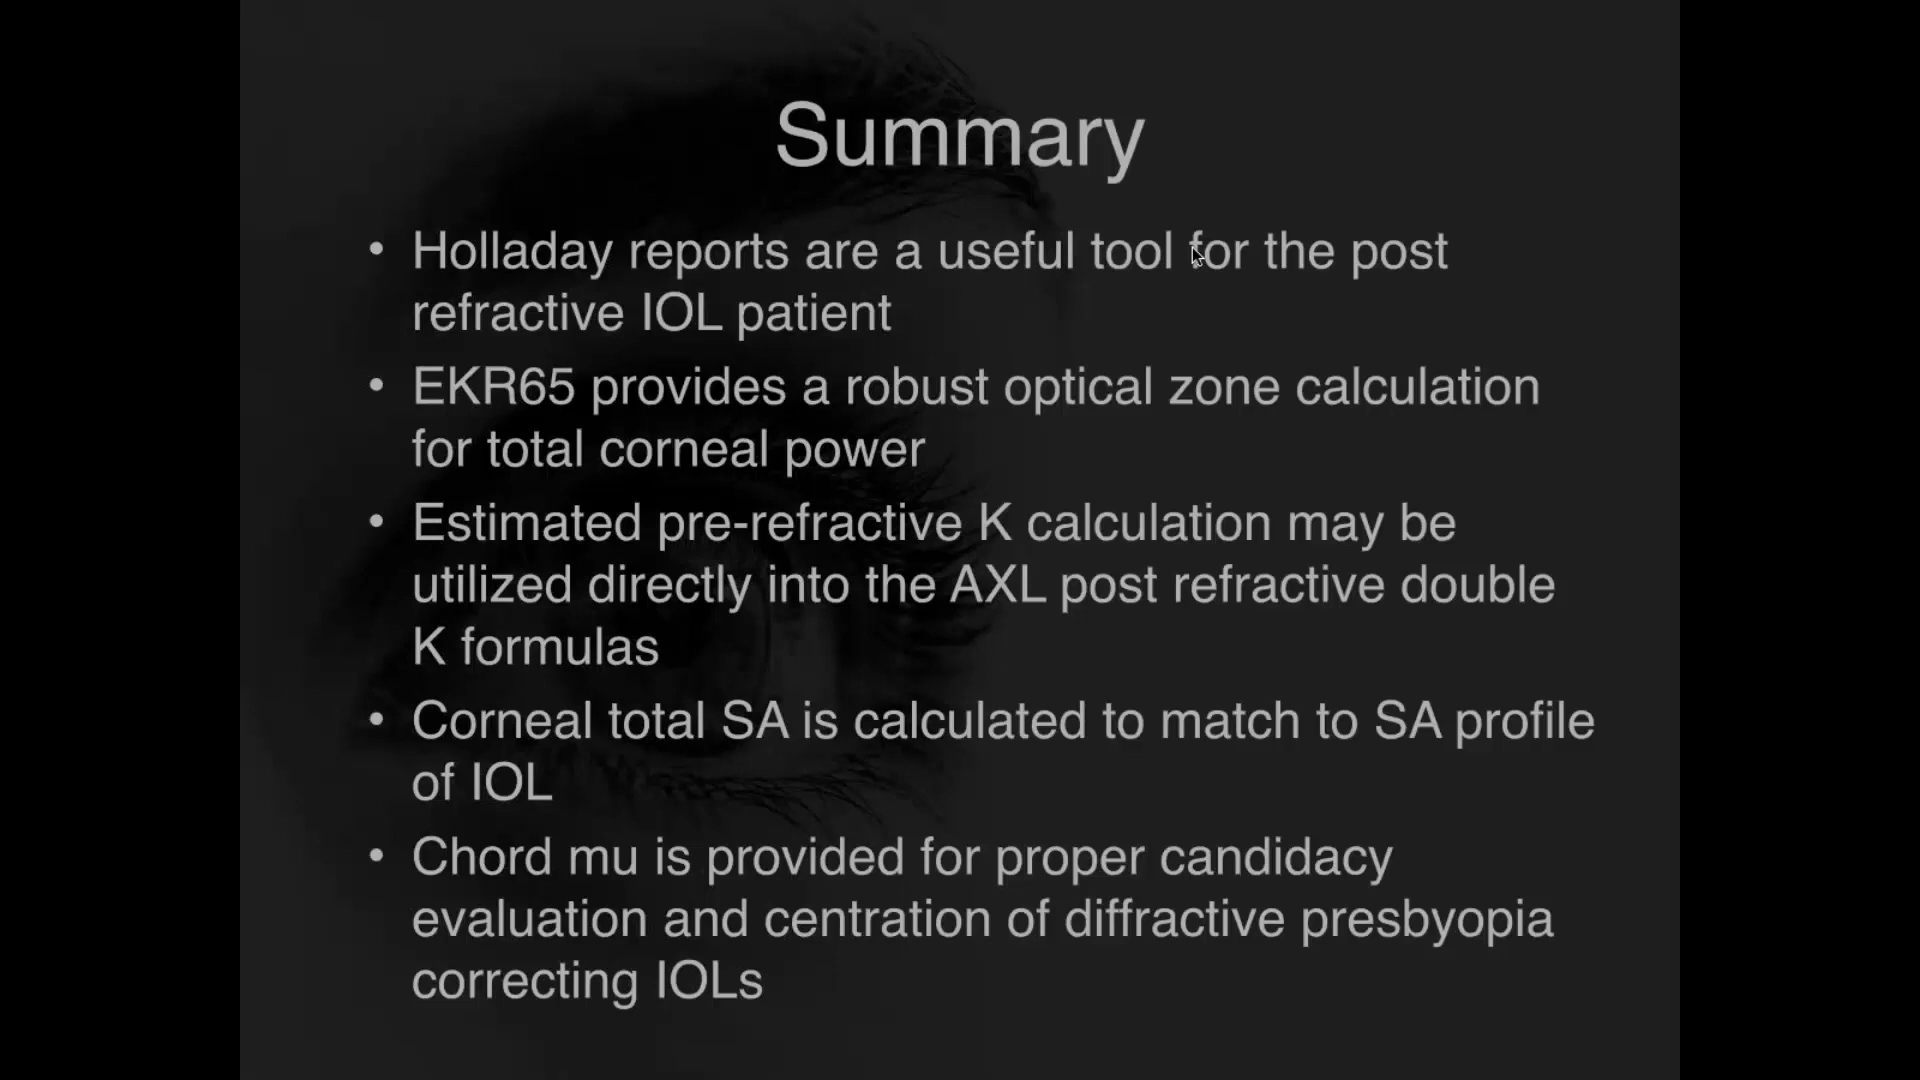 Summary
• Holladay reports are a useful tool for the post
refractive IOL patient
• EKR65 provides a robust optical zone calculation
for total corneal power
• Estimated pre-refractive K calculation may be
utilized directly into the AXL post refractive double
K formulas
• Corneal total SA is calculated to match to SA profile
of IOL
• Chord mu is provided for proper candidacy
evaluation and centration of diffractive presbyopia
correcting IOLs